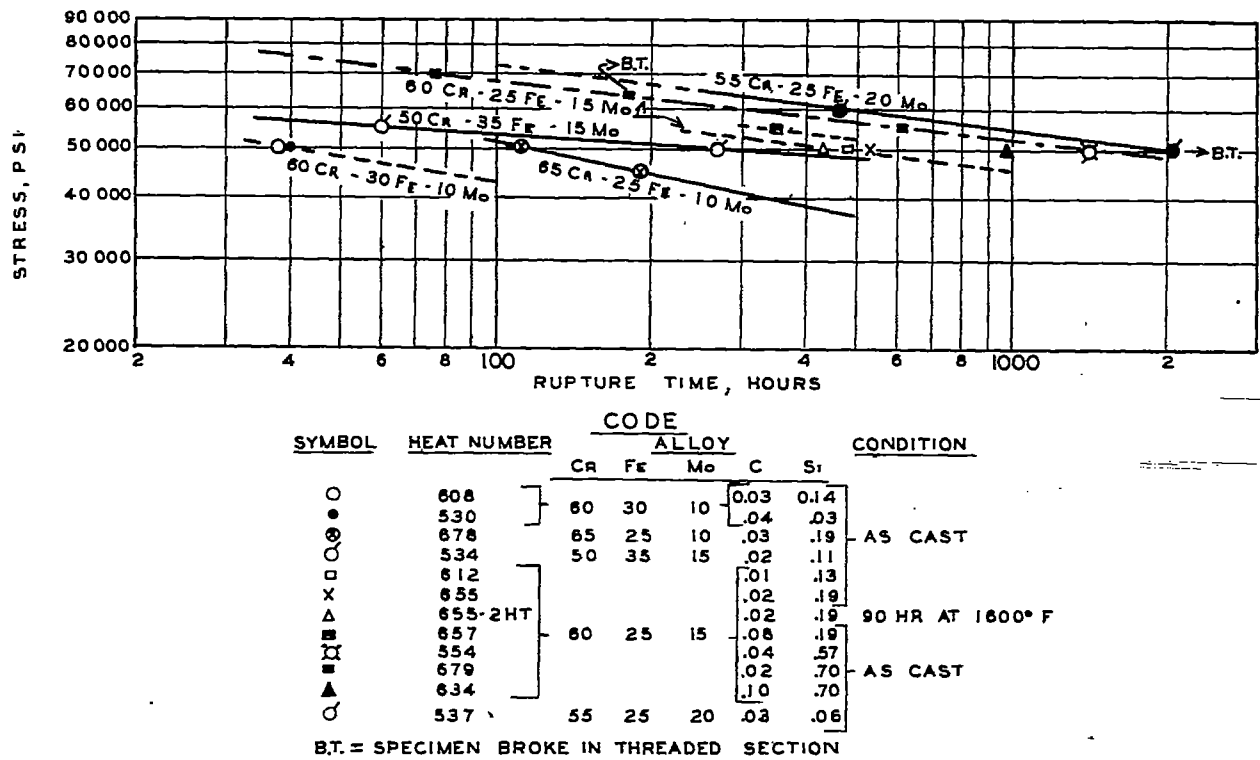 90 000
80 000
70 000
60 000
50 000
40 000
30 000
20 000
STRESS, PSI
B.T.
55 CR - 25 FE - 20 MO
60 CR - 25 FE - 15 MO
50 CR - 35 FE - 15 MO
60 CR - 30 FE - 10 MO
65 CR - 25 FE - 10 MO
B.T.
2 4 6 8 100 2 4 6 8 1000 2
RUPTURE TIME, HOURS
CODE
SYMBOL HEAT NUMBER ALLOY CONDITION
CR FE MO C SI
608 0.03 0.14
60 30 10
530 .04 .03
678 65 25 10 .03 .19 AS CAST
534 50 35 15 .02 .11
612 .01 .13
655 .02 .19
655-2HT .02 .19 90 HR AT 1600° F
657 60 25 15 .08 .19
554 .04 .57
679 .02 .70 AS CAST
634 .10 .70
537 55 25 20 .03 .06
B.T. = SPECIMEN BROKE IN THREADED SECTION